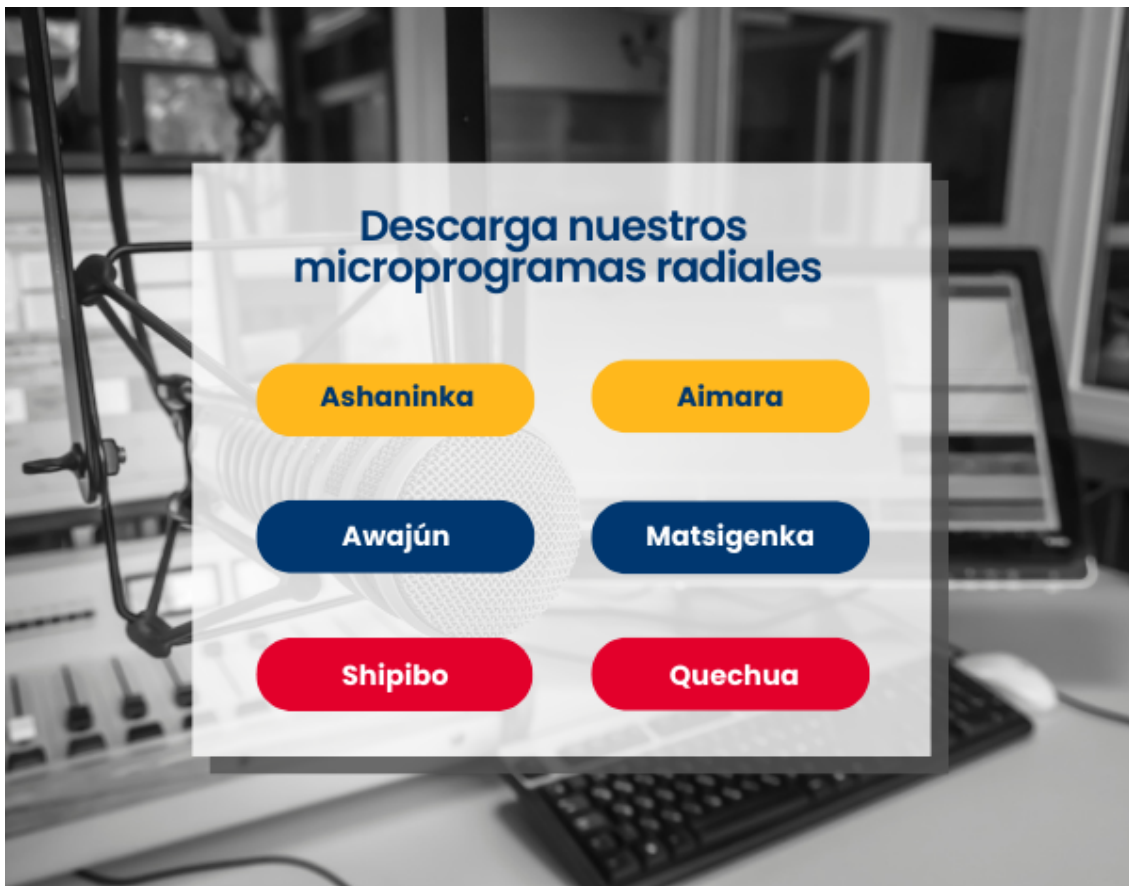 Descarga nuestros
microprogramas radiales
Ashaninka
Aimara
Awajún
Matsigenka
Shipibo
Quechua